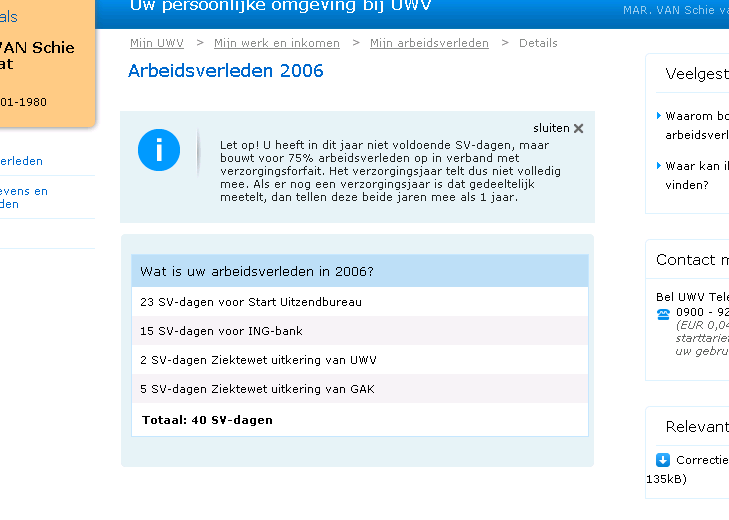 Uw persoonlijke omgeving bij UWV
MAR. VAN Schie
als
VAN Schie
at
01-1980
erleden
evens en
den
Mijn UWV > Mijn werk en inkomen > Mijn arbeidsverleden > Details
Arbeidsverleden 2006
sluiten
Let op! U heeft in dit jaar niet voldoende SV-dagen, maar
bouwt voor 75% arbeidsverleden op in verband met
verzorgingsforfait. Het verzorgingsjaar telt dus niet volledig
mee. Als er nog een verzorgingsjaar is dat gedeeltelijk
meetelt, dan tellen deze beide jaren mee als 1 jaar.
Wat is uw arbeidsverleden in 2006?
23 SV-dagen voor Start Uitzendbureau
15 SV-dagen voor ING-bank
2 SV-dagen Ziektewet uitkering van UWV
5 SV-dagen Ziektewet uitkering van GAK
Totaal: 40 SV-dagen
Veelgest
Waarom bo
arbeidsverl
Waar kan i
vinden?
Contact m
Bel UWV Tele
0900 - 92
(EUR 0,04
starttarief
uw gebru
Relevant
Correctie
135kB)